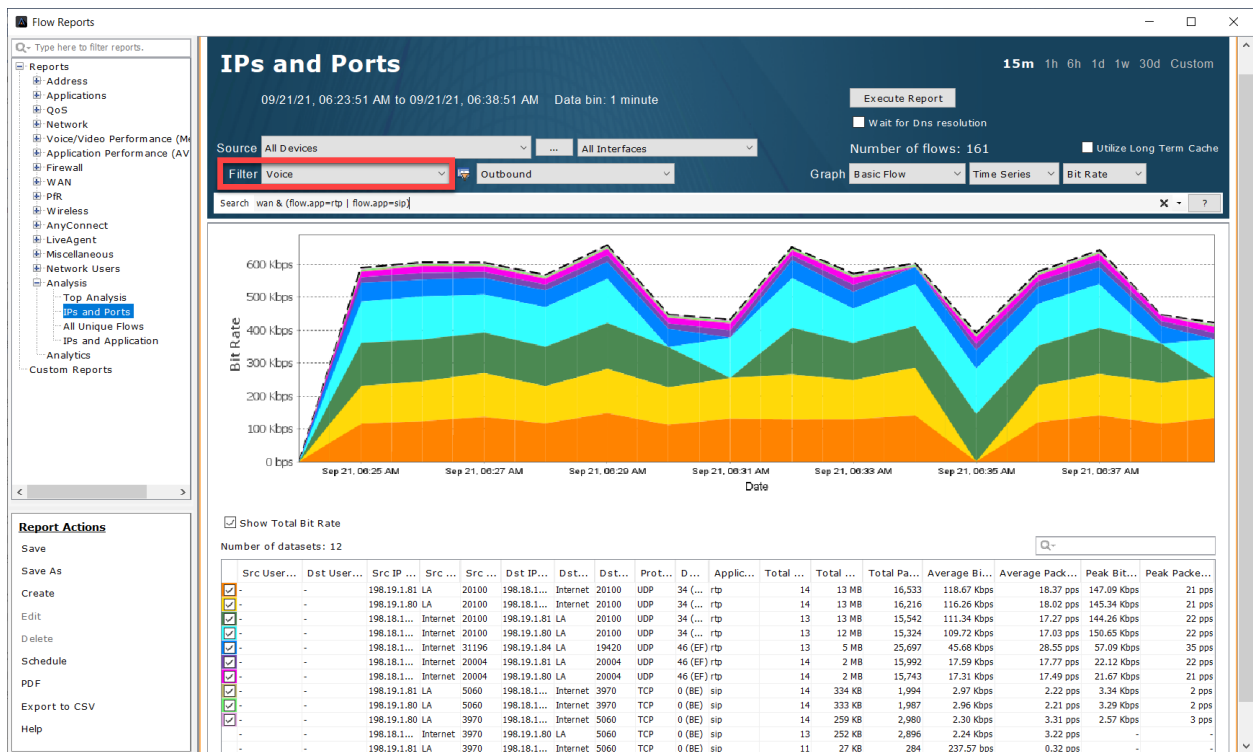 Flow Reports
Type here to filter reports.
Reports
Address
Applications
QoS
Network
Voice/Video Performance (Me
Application Performance (AV
Firewall
WAN
PfR
Wireless
AnyConnect
LiveAgent
Miscellaneous
Network Users
Analysis
Top Analysis
IPs and Ports
All Unique Flows
IPs and Application
Analytics
Custom Reports
Report Actions
Save
Save As
Create
Edit
Delete
Schedule
PDF
Export to CSV
Help
IPs and Ports
15m 1h 6h 1d 1w 30d Custom
09/21/21, 06:23:51 AM to 09/21/21, 06:38:51 AM Data bin: 1 minute
Execute Report
Wait for Dns resolution
Source All Devices ... All Interfaces
Number of flows: 161
Utilize Long Term Cache
Filter Voice Outbound
Graph Basic Flow Time Series Bit Rate
Search wan & (flow.app=rtp | flow.app=sip) ?
Bit Rate
600 kbps
500 kbps
400 kbps
300 kbps
200 kbps
100 kbps
0 bps
Sep 21, 06:25 AM Sep 21, 06:27 AM Sep 21, 06:29 AM Sep 21, 06:31 AM Sep 21, 06:33 AM Sep 21, 06:35 AM Sep 21, 06:37 AM
Date
Show Total Bit Rate
Number of datasets: 12
Src User... Dst User... Src IP ... Src ... Src ... Dst IP... Dst... Dst... Prot... D... Applic... Total ... Total ... Total Pa... Average Bi... Average Pack... Peak Bit... Peak Packe...
- - 198.19.1.81 LA 20100 198.18.1... Internet 20100 UDP 34 (... rtp 14 13 MB 16,533 118.67 Kbps 18.37 pps 147.09 Kbps 21 pps
- - 198.19.1.80 LA 20100 198.18.1... Internet 20100 UDP 34 (... rtp 14 13 MB 16,216 116.26 Kbps 18.02 pps 145.34 Kbps 21 pps
- - 198.18.1... Internet 20100 198.19.1.81 LA 20100 UDP 34 (... rtp 13 13 MB 15,542 111.34 Kbps 17.27 pps 144.26 Kbps 22 pps
- - 198.18.1... Internet 20100 198.19.1.80 LA 20100 UDP 34 (... rtp 13 12 MB 15,324 109.72 Kbps 17.03 pps 150.65 Kbps 22 pps
- - 198.18.1... Internet 31196 198.19.1.84 LA 19420 UDP 46 (EF) rtp 13 5 MB 25,697 45.68 Kbps 28.55 pps 57.09 Kbps 35 pps
- - 198.18.1... Internet 20004 198.19.1.81 LA 20004 UDP 46 (EF) rtp 14 2 MB 15,992 17.59 Kbps 17.77 pps 22.12 Kbps 22 pps
- - 198.18.1... Internet 20004 198.19.1.80 LA 20004 UDP 46 (EF) rtp 14 2 MB 15,743 17.31 Kbps 17.49 pps 21.67 Kbps 21 pps
- - 198.19.1.81 LA 5060 198.18.1... Internet 3970 TCP 0 (BE) sip 14 334 KB 1,994 2.97 Kbps 2.22 pps 3.34 Kbps 2 pps
- - 198.19.1.80 LA 5060 198.18.1... Internet 3970 TCP 0 (BE) sip 14 333 KB 1,987 2.96 Kbps 2.21 pps 3.29 Kbps 2 pps
- - 198.19.1.80 LA 3970 198.18.1... Internet 5060 TCP 0 (BE) sip 14 259 KB 2,980 2.30 Kbps 3.31 pps 2.57 Kbps 3 pps
- - 198.18.1... Internet 3970 198.19.1.80 LA 5060 TCP 0 (BE) sip 13 252 KB 2,896 2.24 Kbps 3.22 pps - -
- - 198.19.1.81 LA 3970 198.18.1... Internet 5060 TCP 0 (BE) sip 11 27 KB 284 237.57 bps 0.32 pps - -